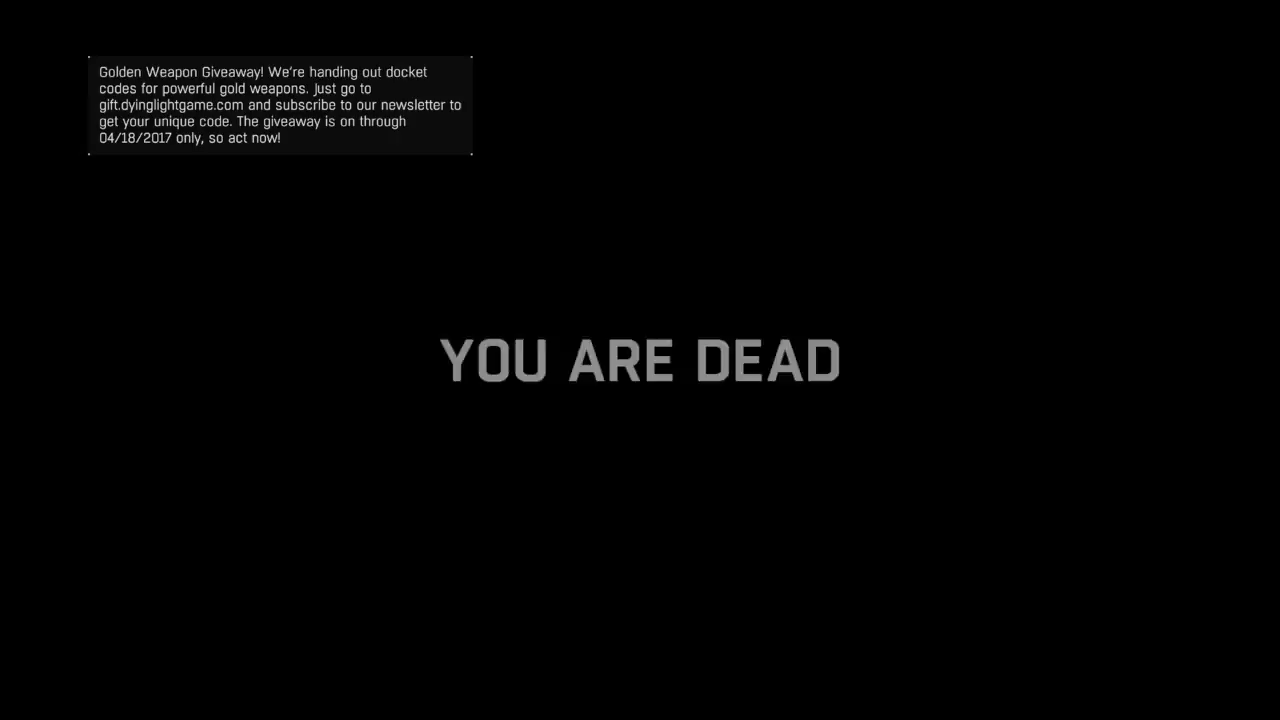 Golden Weapon Giveaway! We're handing out docket
codes for powerful gold weapons. Just go to
gift.dyinglightgame.com and subscribe to our newsletter to
get your unique code. The giveaway is on through
04/18/2017 only, so act now!
YOU ARE DEAD